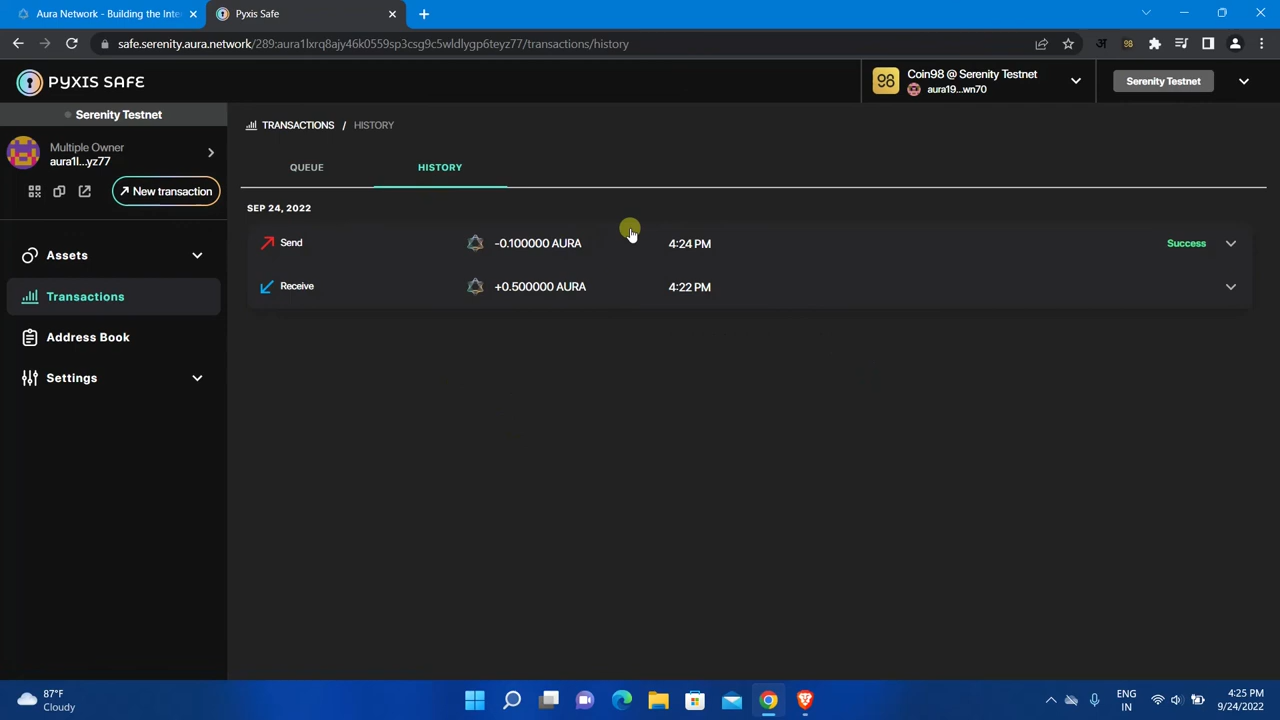 Aura Network - Building the Inte
Pyxis Safe
safe.serenity.aura.network/289:aura1lxrq8ajy46k0559sp3csg9c5wldlygp6teyz77/transactions/history
अ
98
PYXIS SAFE
98
Coin98 @ Serenity Testnet
aura19...wn70
Serenity Testnet
Serenity Testnet
Multiple Owner
aura1l...yz77
New transaction
Assets
Transactions
Address Book
Settings
TRANSACTIONS / HISTORY
QUEUE
HISTORY
SEP 24, 2022
Send -0.100000 AURA 4:24 PM Success
Receive +0.500000 AURA 4:22 PM
87°F
Cloudy
ENG
IN
4:25 PM
9/24/2022